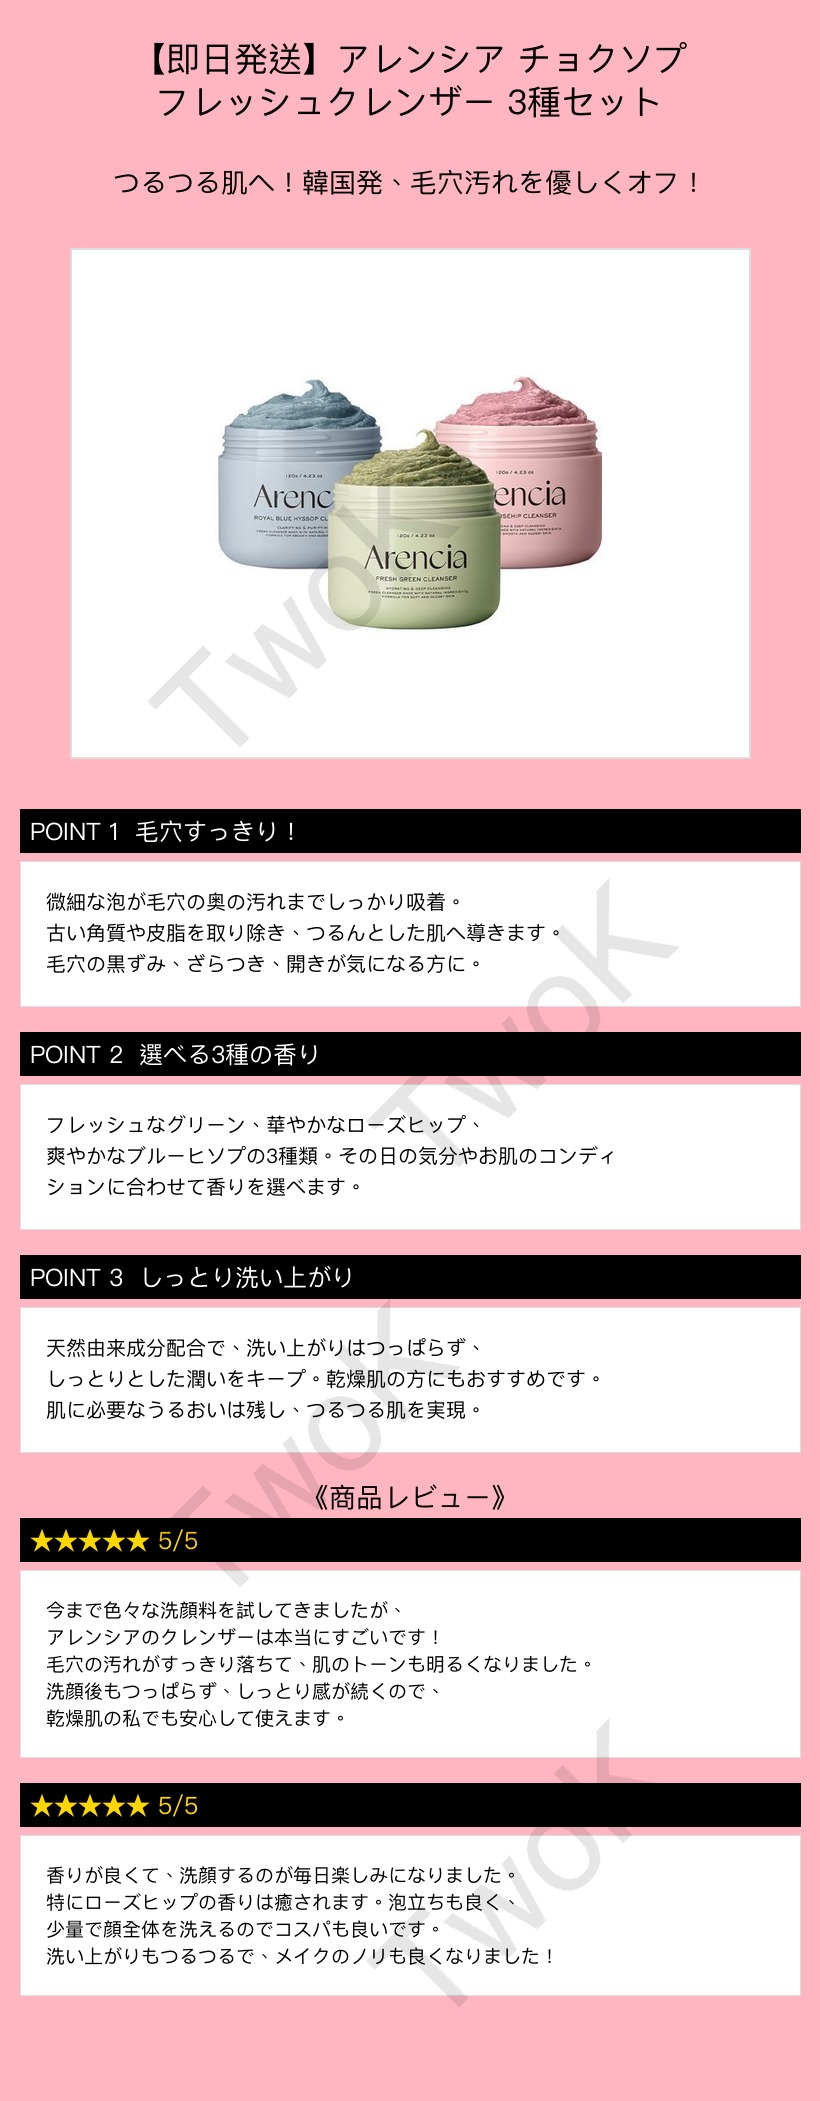 【即日発送】アレンシア チョクソプ
フレッシュクレンザー 3種セット
つるつる肌へ！韓国発、毛穴汚れを優しくオフ！
120g / 4.23 oz
Arenc
ROYAL BLUE HYSSOP CL
CLARIFYING & PURIFYIN
120g / 4.23 oz
encia
SEHIP CLEANSER
120g / 4.23 oz
Arencia
FRESH GREEN CLEANSER
HYDRATING & DEEP CLEANSING
FRESH CLEANSER MADE WITH NATURAL INGREDIENTS
FORMULA FOR SOFT AND GLOSSY SKIN
TwoK
POINT 1 毛穴すっきり！
微細な泡が毛穴の奥の汚れまでしっかり吸着。
古い角質や皮脂を取り除き、つるんとした肌へ導きます。
毛穴の黒ずみ、ざらつき、開きが気になる方に。
TwoK
POINT 2 選べる3種の香り
フレッシュなグリーン、華やかなローズヒップ、
爽やかなブルーヒソプの3種類。その日の気分やお肌のコンディ
ションに合わせて香りを選べます。
POINT 3 しっとり洗い上がり
天然由来成分配合で、洗い上がりはつっぱらず、
しっとりとした潤いをキープ。乾燥肌の方にもおすすめです。
肌に必要なうるおいは残し、つるつる肌を実現。
TwoK
《商品レビュー》
★★★★★ 5/5
今まで色々な洗顔料を試してきましたが、
アレンシアのクレンザーは本当にすごいです！
毛穴の汚れがすっきり落ちて、肌のトーンも明るくなりました。
洗顔後もつっぱらず、しっとり感が続くので、
乾燥肌の私でも安心して使えます。
★★★★★ 5/5
香りが良くて、洗顔するのが毎日楽しみになりました。
特にローズヒップの香りは癒されます。泡立ちも良く、
少量で顔全体を洗えるのでコスパも良いです。
洗い上がりもつるつるで、メイクのノリも良くなりました！
TwoK